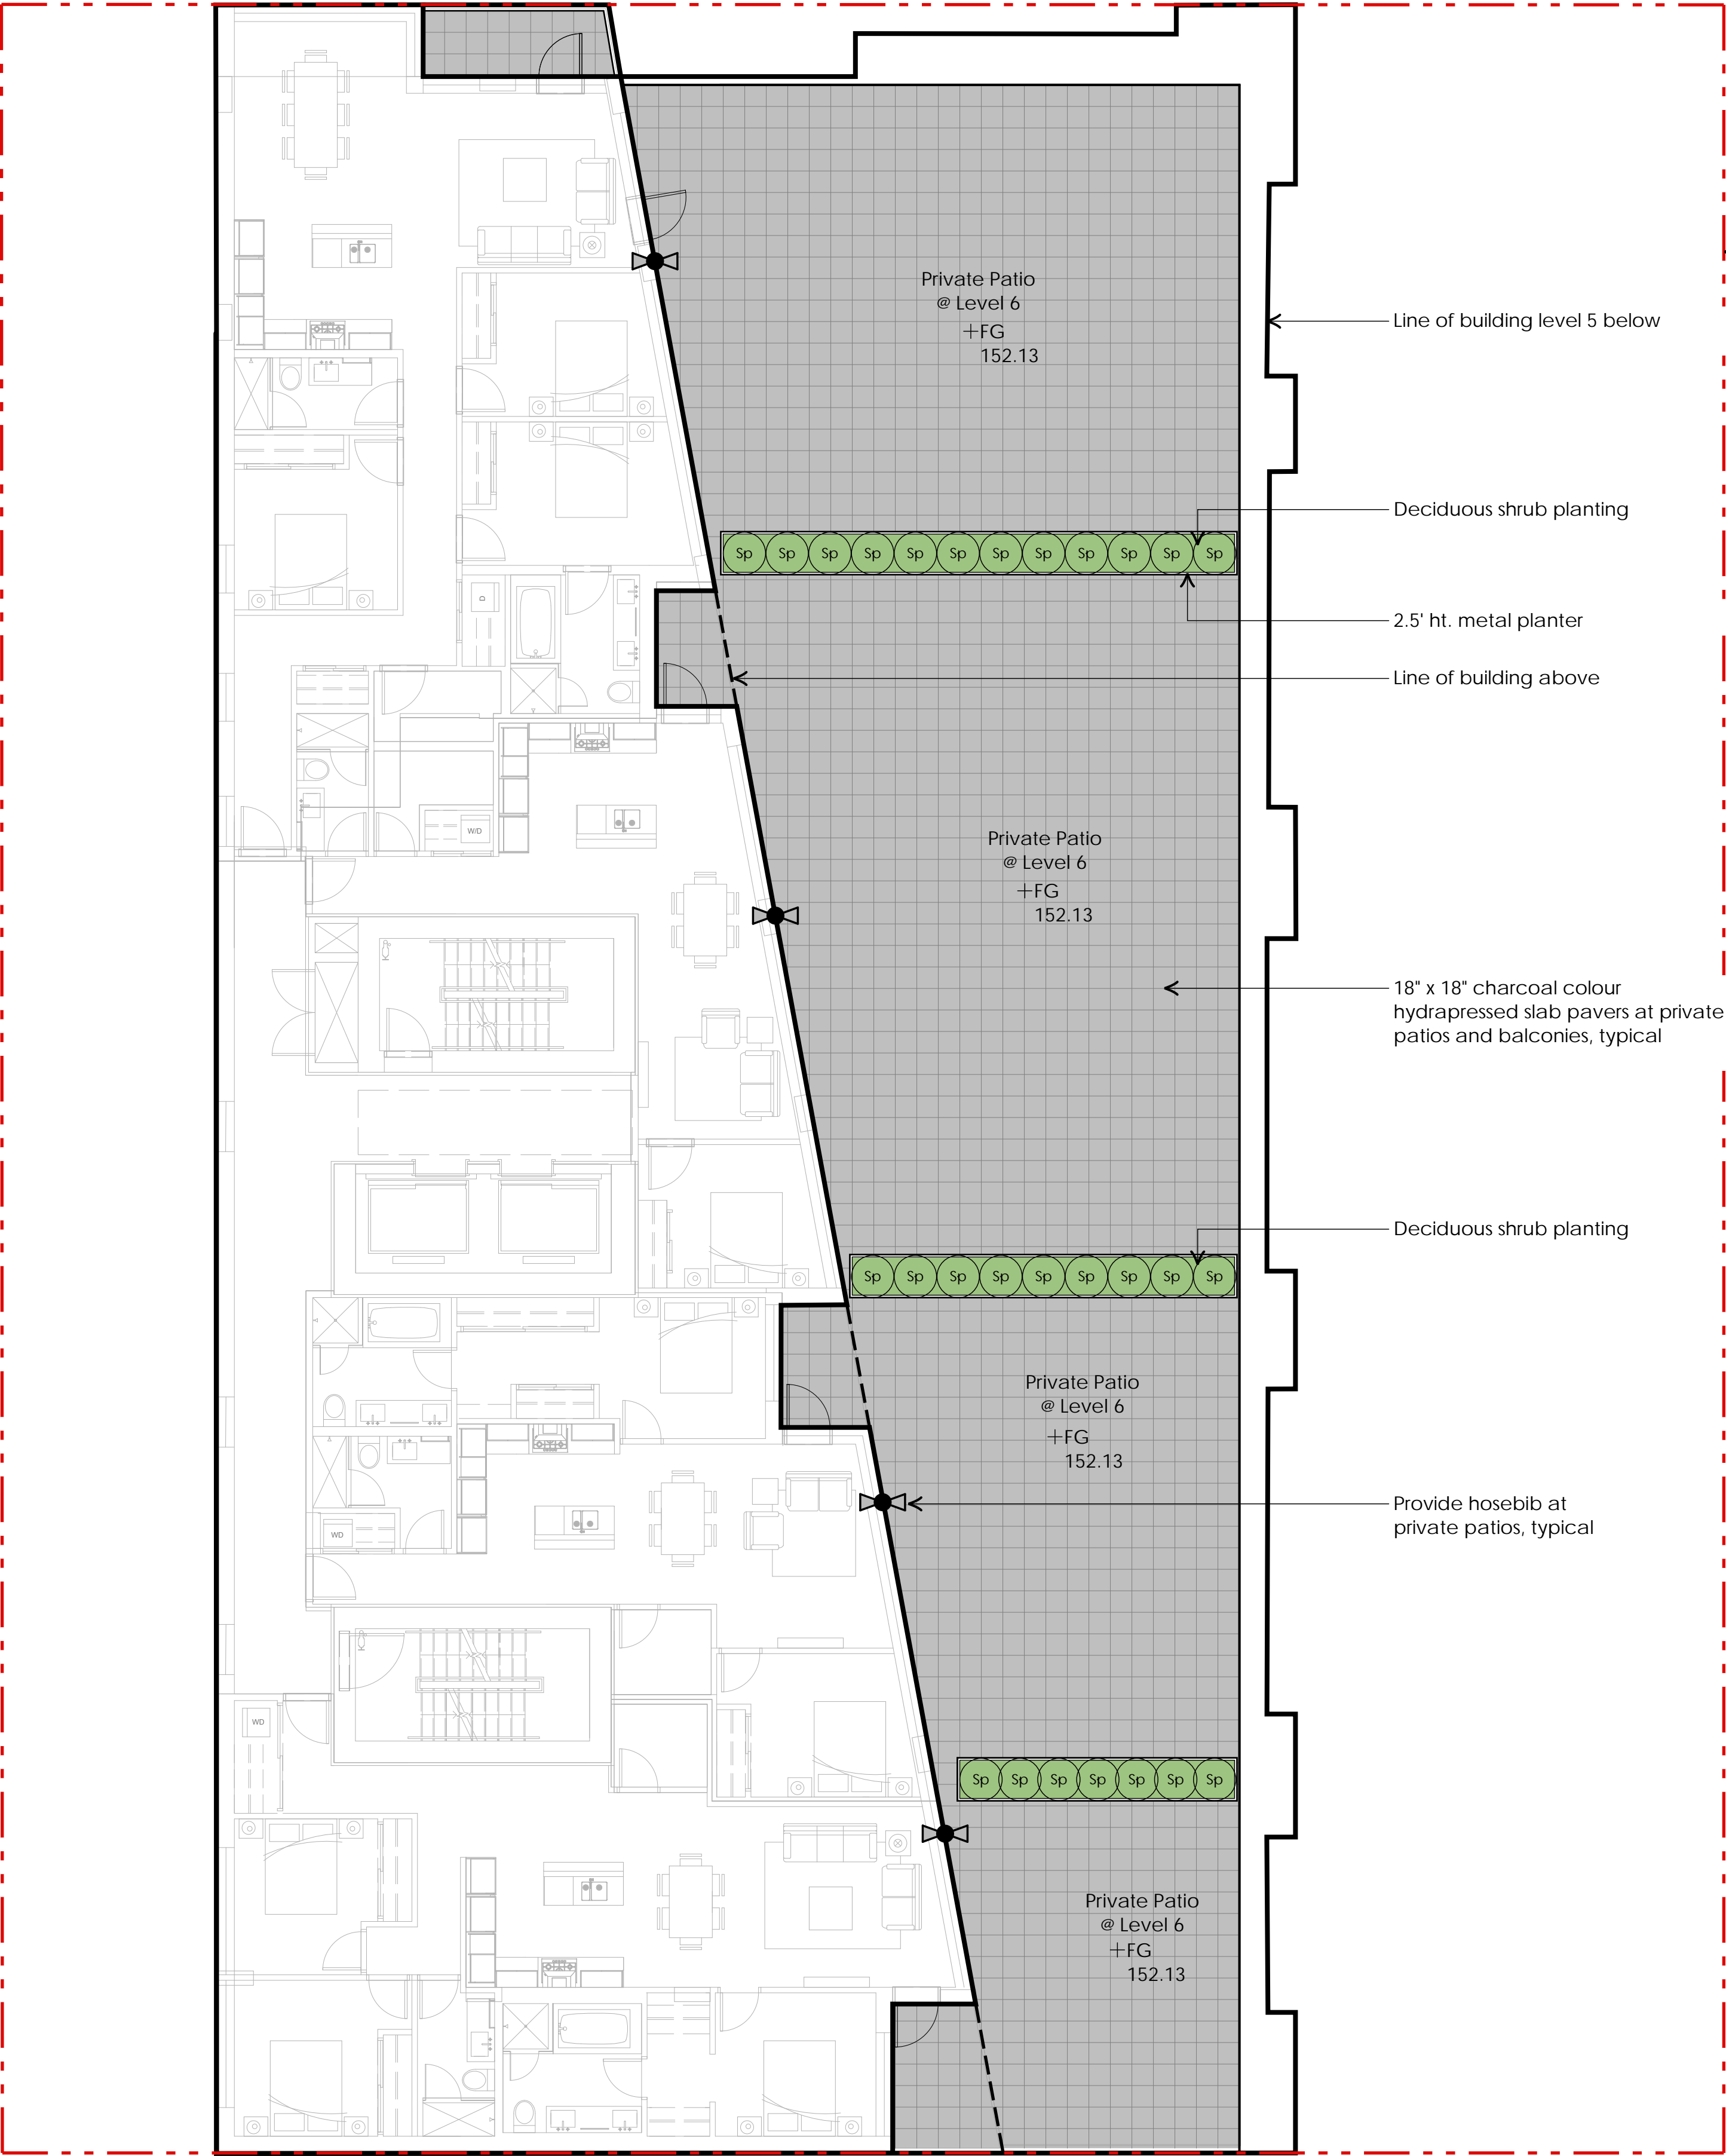 Private Patio
@ Level 6
+FG
152.13
Line of building level 5 below
Deciduous shrub planting
Sp Sp Sp Sp Sp Sp Sp Sp Sp Sp Sp Sp
D
2.5' ht. metal planter
Line of building above
W/D
Private Patio
@ Level 6
+FG
152.13
18" x 18" charcoal colour
hydrapressed slab pavers at private
patios and balconies, typical
Deciduous shrub planting
Sp Sp Sp Sp Sp Sp Sp Sp Sp
Private Patio
@ Level 6
+FG
152.13
Provide hosebib at
private patios, typical
WD
WD
Sp Sp Sp Sp Sp Sp Sp
Private Patio
@ Level 6
+FG
152.13